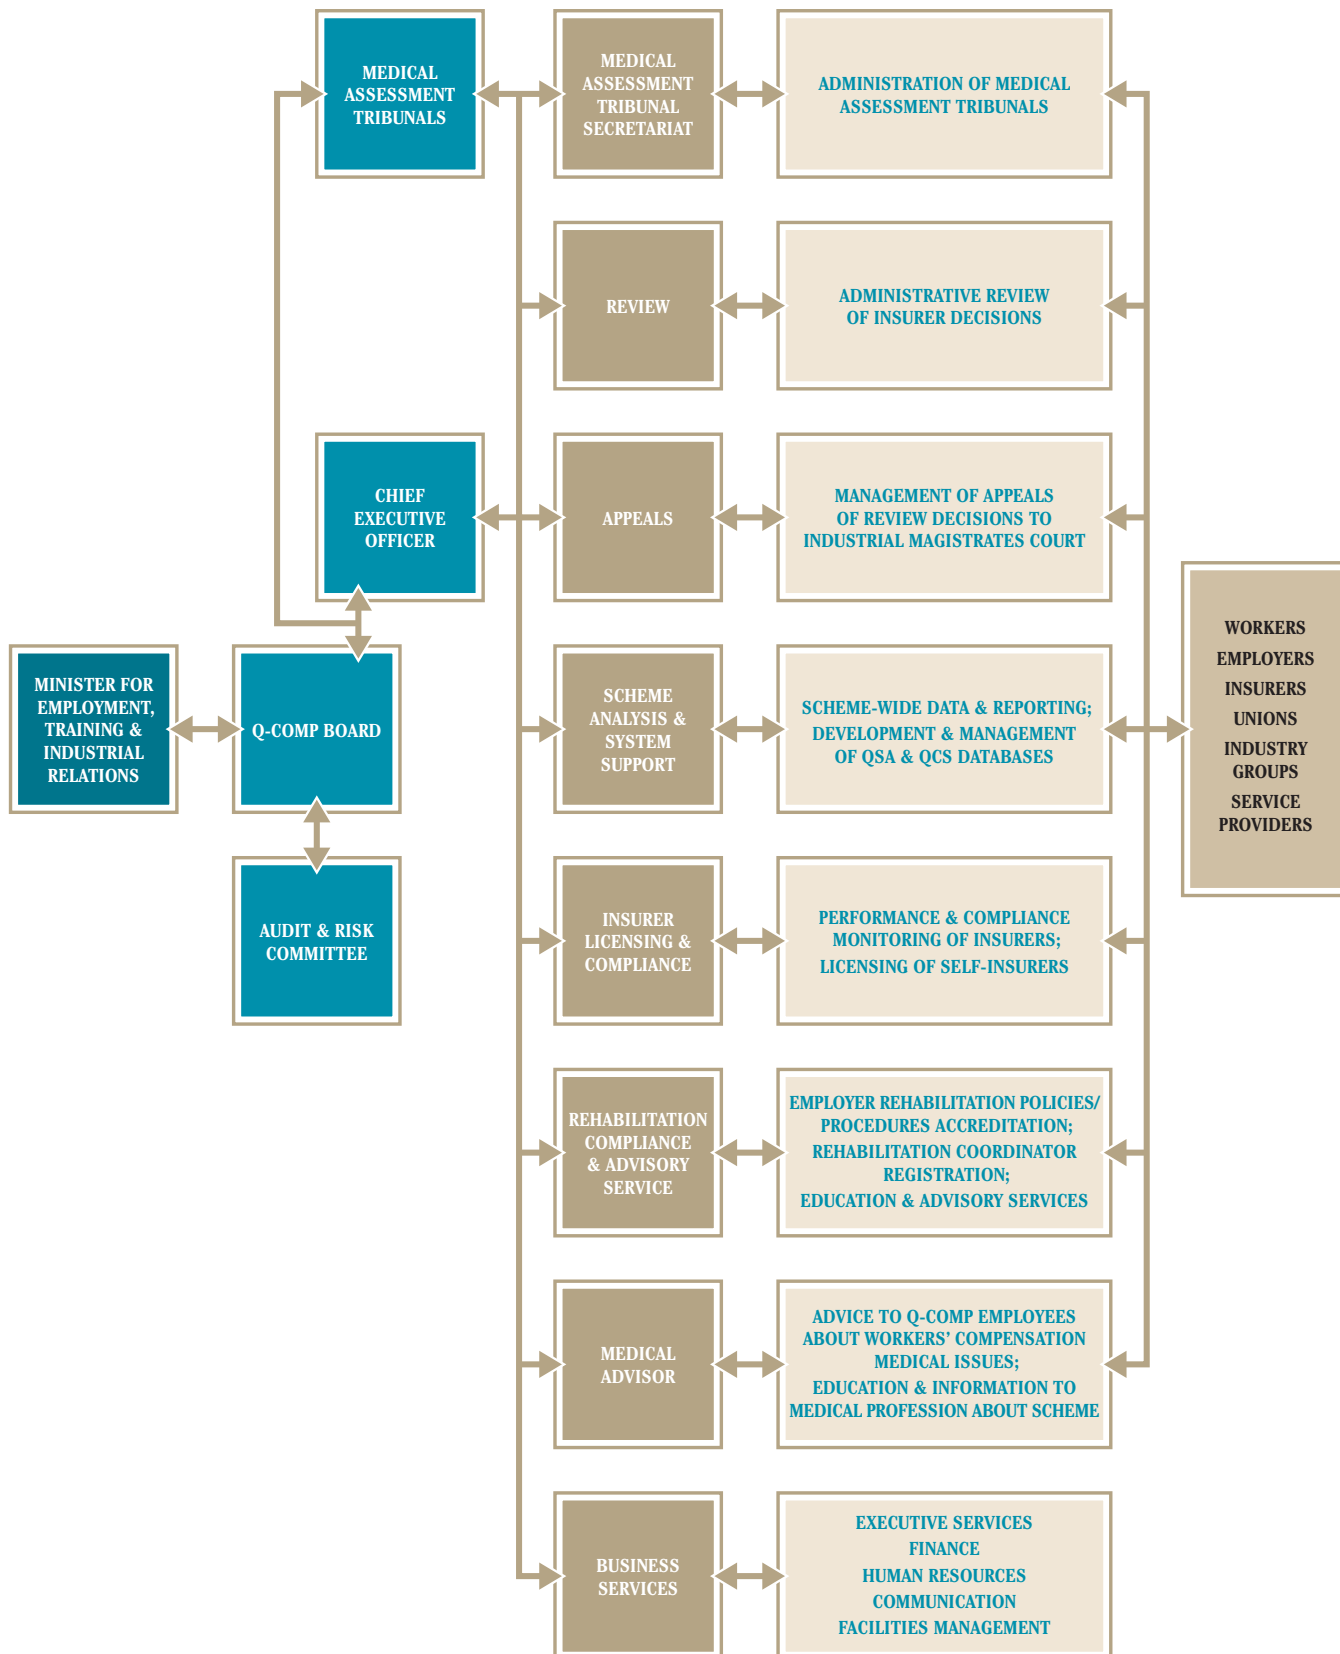 MEDICAL
ASSESSMENT
TRIBUNALS
MEDICAL
ASSESSMENT
TRIBUNAL
SECRETARIAT
ADMINISTRATION OF MEDICAL
ASSESSMENT TRIBUNALS
REVIEW
ADMINISTRATIVE REVIEW
OF INSURER DECISIONS
CHIEF
EXECUTIVE
OFFICER
APPEALS
MANAGEMENT OF APPEALS
OF REVIEW DECISIONS TO
INDUSTRIAL MAGISTRATES COURT
MINISTER FOR
EMPLOYMENT,
TRAINING &
INDUSTRIAL
RELATIONS
Q-COMP BOARD
SCHEME
ANALYSIS &
SYSTEM
SUPPORT
SCHEME-WIDE DATA & REPORTING;
DEVELOPMENT & MANAGEMENT
OF QSA & QCS DATABASES
WORKERS
EMPLOYERS
INSURERS
UNIONS
INDUSTRY
GROUPS
SERVICE
PROVIDERS
AUDIT & RISK
COMMITTEE
INSURER
LICENSING &
COMPLIANCE
PERFORMANCE & COMPLIANCE
MONITORING OF INSURERS;
LICENSING OF SELF-INSURERS
REHABILITATION
COMPLIANCE
& ADVISORY
SERVICE
EMPLOYER REHABILITATION POLICIES/
PROCEDURES ACCREDITATION;
REHABILITATION COORDINATOR
REGISTRATION;
EDUCATION & ADVISORY SERVICES
MEDICAL
ADVISOR
ADVICE TO Q-COMP EMPLOYEES
ABOUT WORKERS' COMPENSATION
MEDICAL ISSUES;
EDUCATION & INFORMATION TO
MEDICAL PROFESSION ABOUT SCHEME
BUSINESS
SERVICES
EXECUTIVE SERVICES
FINANCE
HUMAN RESOURCES
COMMUNICATION
FACILITIES MANAGEMENT